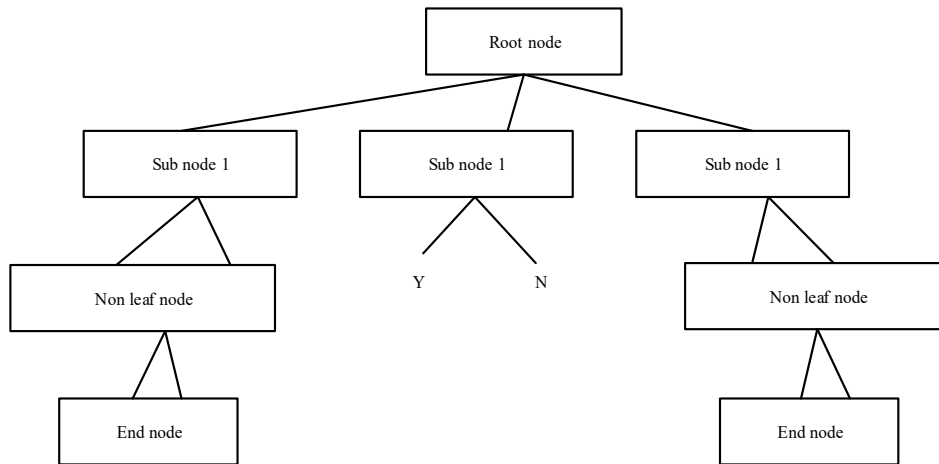 Root node
Sub node 1
Sub node 1
Sub node 1
Y
N
Non leaf node
Non leaf node
End node
End node